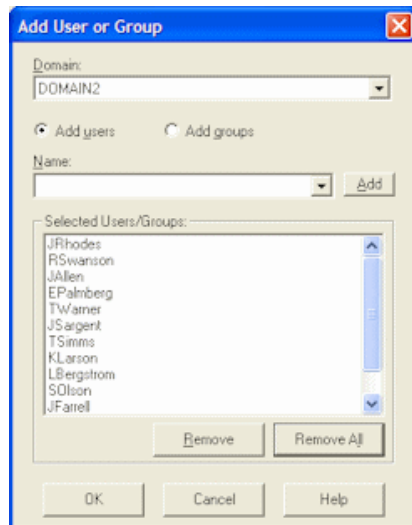 Add User or Group
Domain:
DOMAIN2
Add users Add groups
Name:
Add
Selected Users/Groups:
JRhodes
RSwanson
JAllen
EPalmberg
TWarner
JSargent
TSimms
KLarson
LBergstrom
SOlson
JFarrell
Remove Remove All
OK Cancel Help